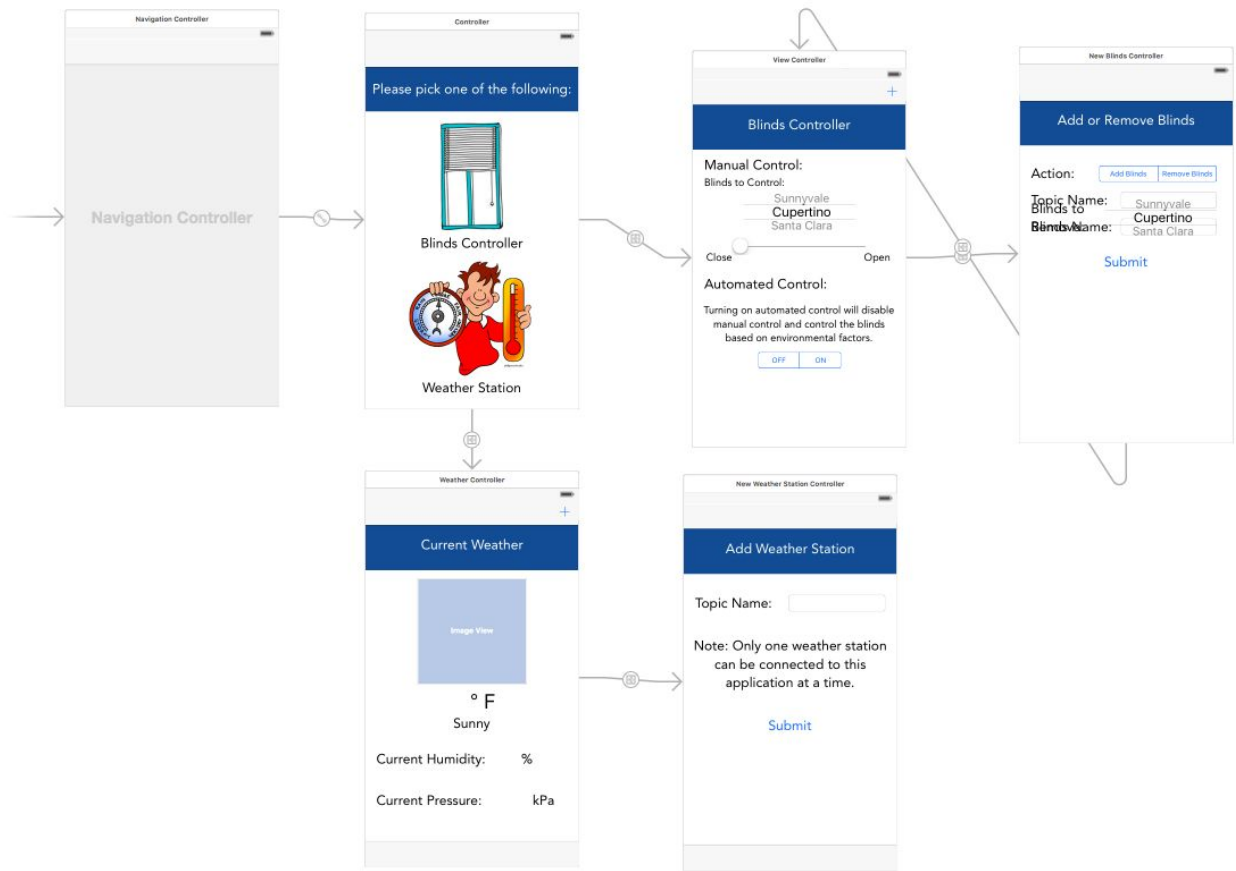 Navigation Controller
Navigation Controller
Controller
Please pick one of the following:
Blinds Controller
Weather Station
View Controller
+
Blinds Controller
Manual Control:
Blinds to Control:
Sunnyvale
Cupertino
Santa Clara
Close
Open
Automated Control:
Turning on automated control will disable
manual control and control the blinds
based on environmental factors.
OFF
ON
New Blinds Controller
Add or Remove Blinds
Action:
Add Blinds
Remove Blinds
Topic Name:
Blinds to
Name:
Sunnyvale
Cupertino
Santa Clara
Submit
Weather Controller
+
Current Weather
Image View
° F
Sunny
Current Humidity: %
Current Pressure: kPa
New Weather Station Controller
Add Weather Station
Topic Name:
Note: Only one weather station
can be connected to this
application at a time.
Submit